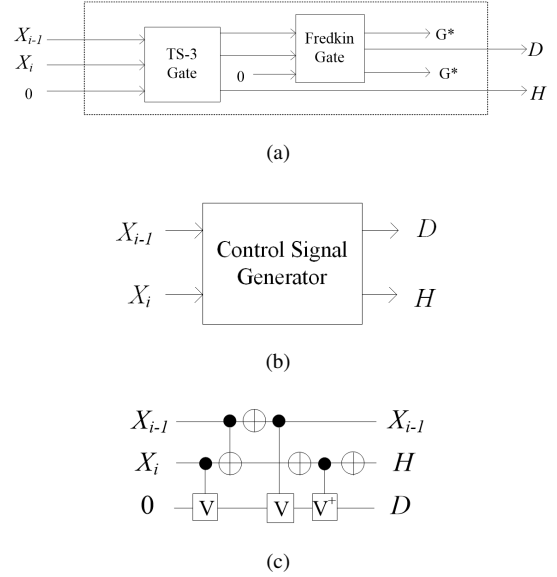 X_{i-1}
X_i
0
TS-3
Gate
0
Fredkin
Gate
G*
D
G*
H
(a)
X_{i-1}
X_i
Control Signal
Generator
D
H
(b)
X_{i-1} X_{i-1}
X_i H
0 V V V⁺ D
(c)